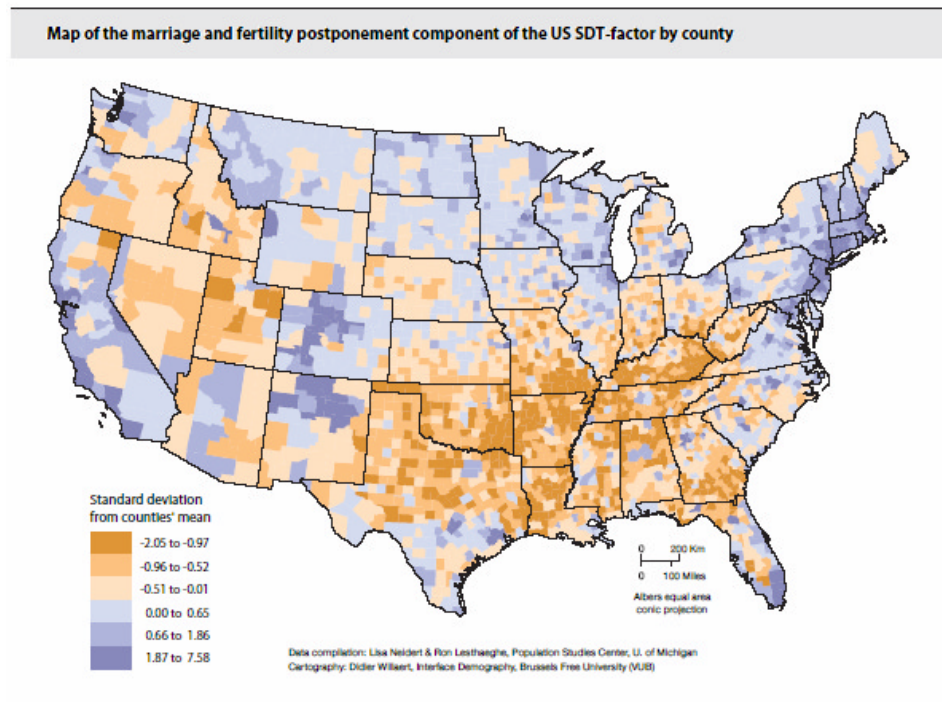 Map of the marriage and fertility postponement component of the US SDT-factor by county
Standard deviation
from counties' mean
-2.05 to -0.97
-0.96 to -0.52
-0.51 to -0.01
0.00 to 0.65
0.66 to 1.86
1.87 to 7.58
0 200 Km
0 100 Miles
Albers equal area
conic projection
Data compilation: Lisa Neidert & Ron Lesthaeghe, Population Studies Center, U. of Michigan
Cartography: Didier Willaert, Interface Demography, Brussels Free University (VUB)